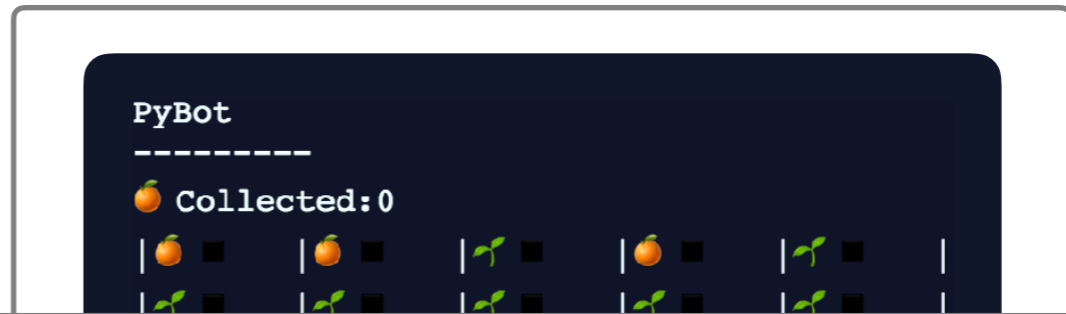 PyBot
---------
🍊 Collected:0
|🍊 ⬛ |🍊 ⬛ |🌱 ⬛ |🍊 ⬛ |🌱 ⬛ |
|🌱 ⬛ |🌱 ⬛ |🌱 ⬛ |🌱 ⬛ |🌱 ⬛ |